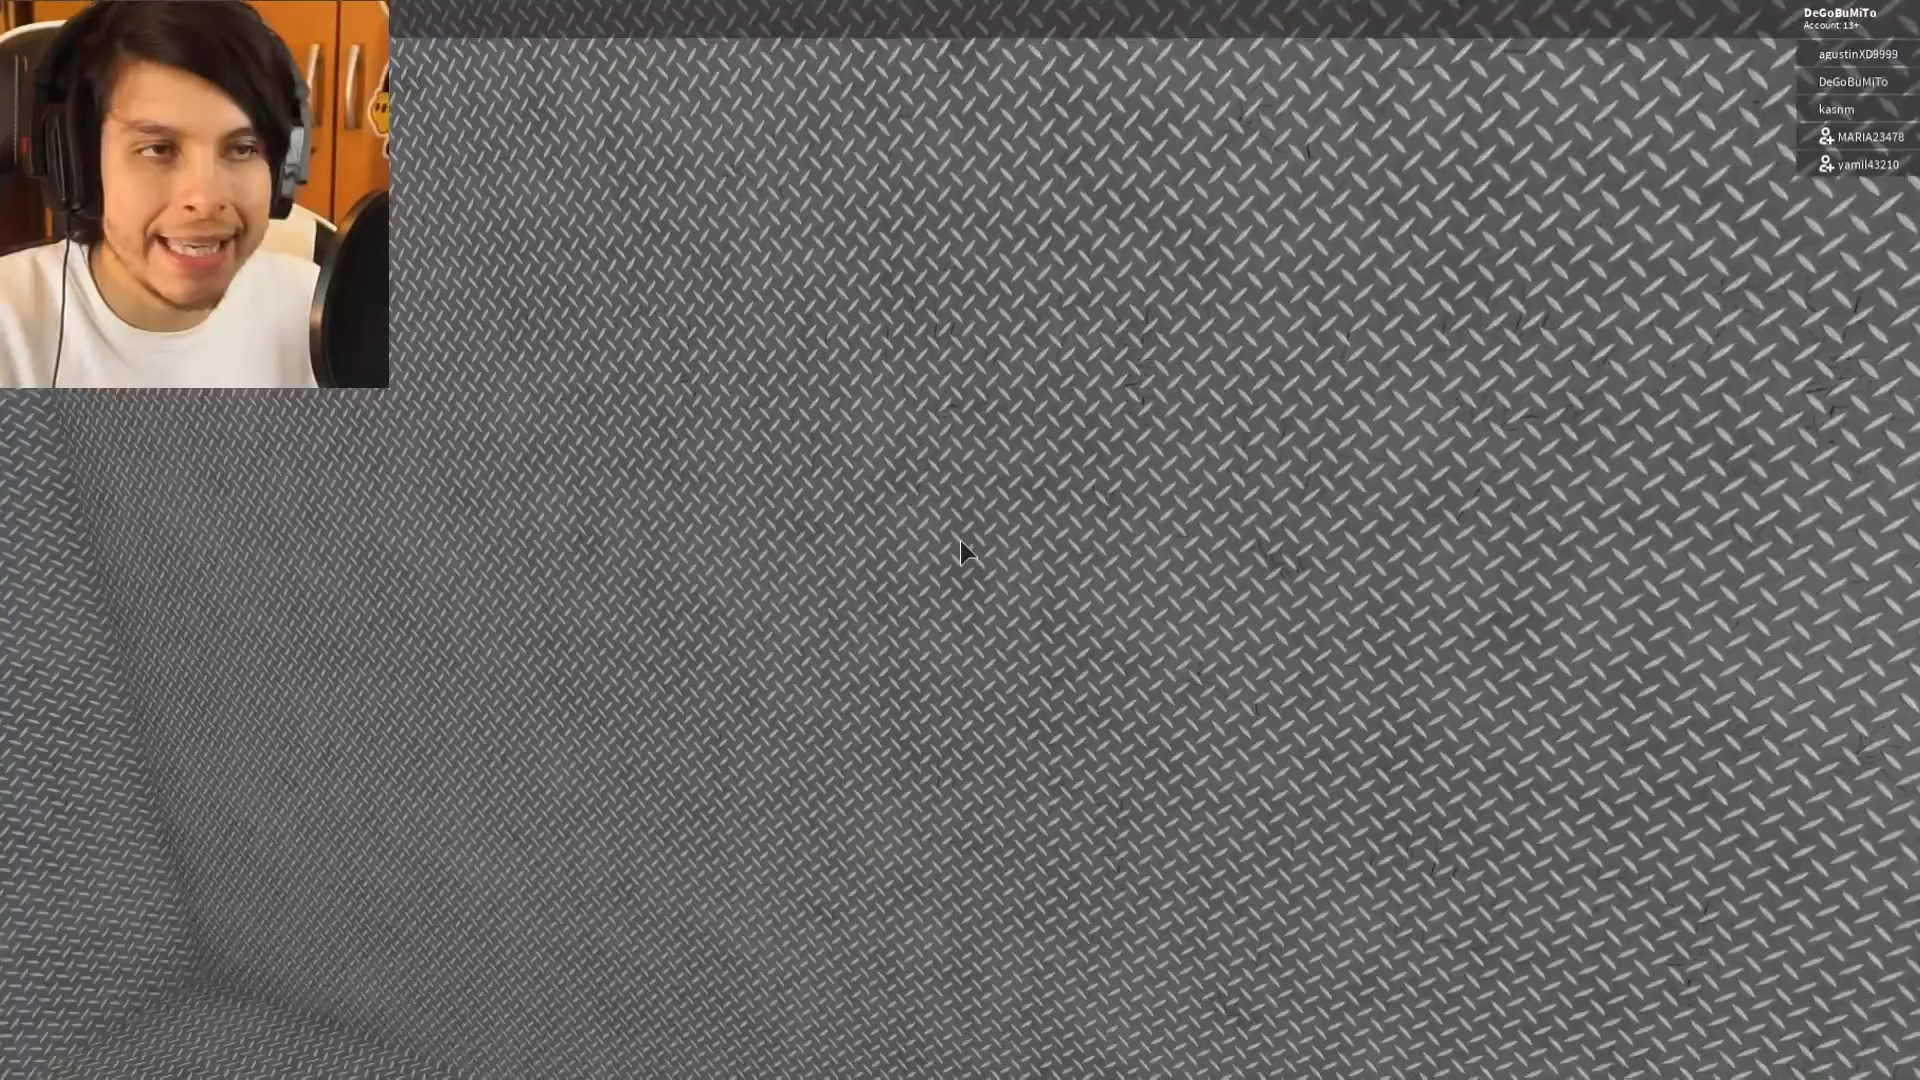 DeGoBuMiTo
Account: 13+
agustinXD9999
DeGoBuMiTo
kasnm
MARIA23478
yamil43210